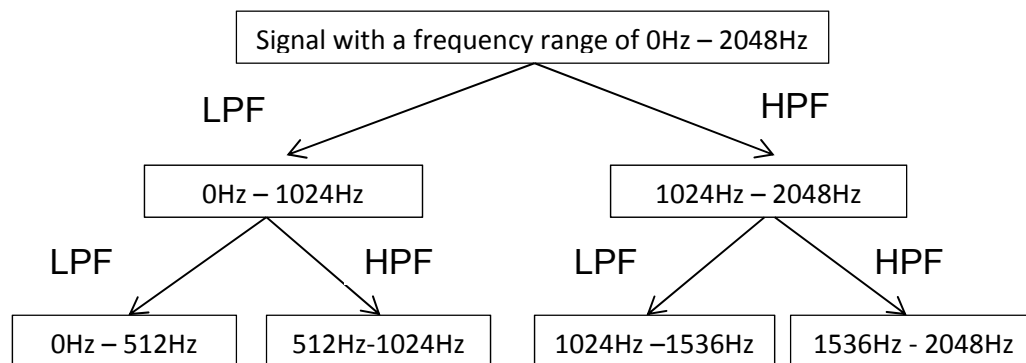 Signal with a frequency range of 0Hz – 2048Hz
LPF
HPF
0Hz – 1024Hz
1024Hz – 2048Hz
LPF
HPF
LPF
HPF
0Hz – 512Hz
512Hz-1024Hz
1024Hz –1536Hz
1536Hz - 2048Hz